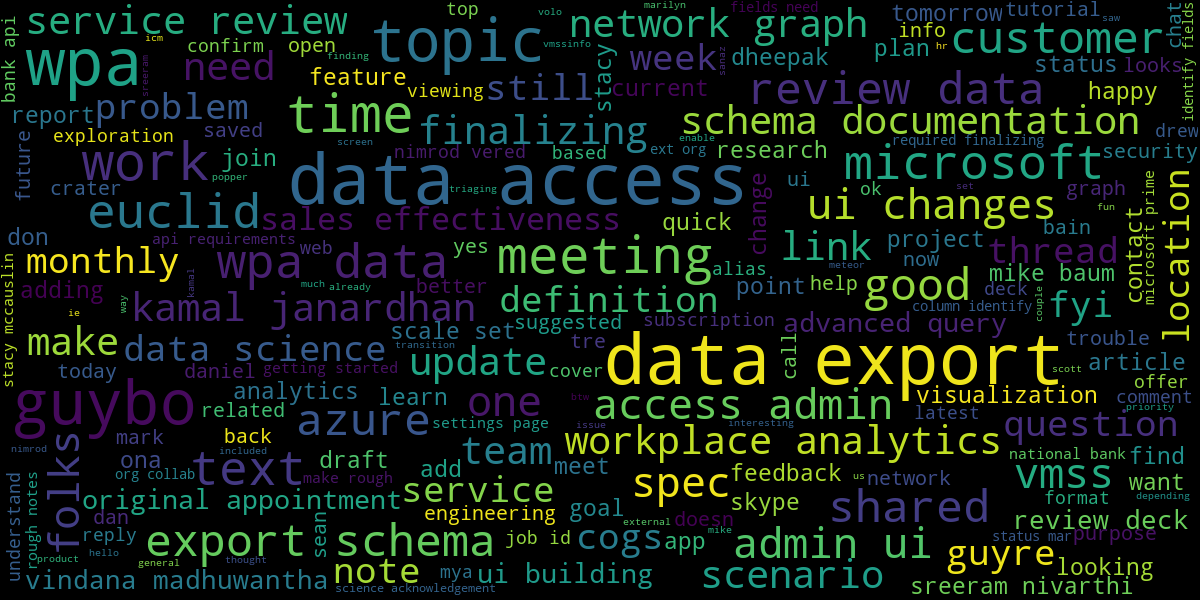 service review
top
volo
marilyn
fields need
tomorrow
tutorial
saw
chat
bank api
wpa
icm
confirm
open
topic
network graph
info
customer
identify fields
sreeram
need
finding
vmssinfo
week
sanaz
dheepak
plan
hr
status
looks
feature
viewing
still
stacy
current
review data
happy
report
problem
time
exploration
saved
finalizing
schema documentation
drew
future
work
join
screen
nimrod vered
based
enable
ext org
research
required finalizing
security
microsoft
crater
popper
data access
triaging
change
ui
ok
set
graph
microsoft prime
location
euclid
sales effectiveness
quick
ui changes
fun
bain
contact
don
api requirements
web
yes
meeting
link
project
now
thread
monthly
wpa data
alias
meteor
mike baum
adding
kamal
much
already
better
point
help
good
deck
column identify
couple
fyi
stacy mccauslin
ie
way
kamal janardhan
definition
make
scale set
suggested
subscription
advanced query
trouble
data science
transition
tre
call
today
daniel
getting started
update
cover
data export
scott
article
offer
guybo
analytics
learn
one
btw
access admin
visualization
comment
related
azure
settings page
issue
interesting
latest
priority
question
folks
mark
back
included
team
workplace analytics
nimrod
ona
org collab
text
draft
add
meet
spec
feedback
us
network
national bank
find
vmss
want
understand
rough notes
make rough
original appointment
service
goal
skype
shared
format
depending
dan
sean
engineering
external
doesn
review deck
reply
export schema
job id
cogs
app
mike
admin ui
status mar
purpose
product
hello
general
thought
guyre
looking
vindana madhuwantha
note
mya
ui building
scenario
science acknowledgement
sreeram nivarthi